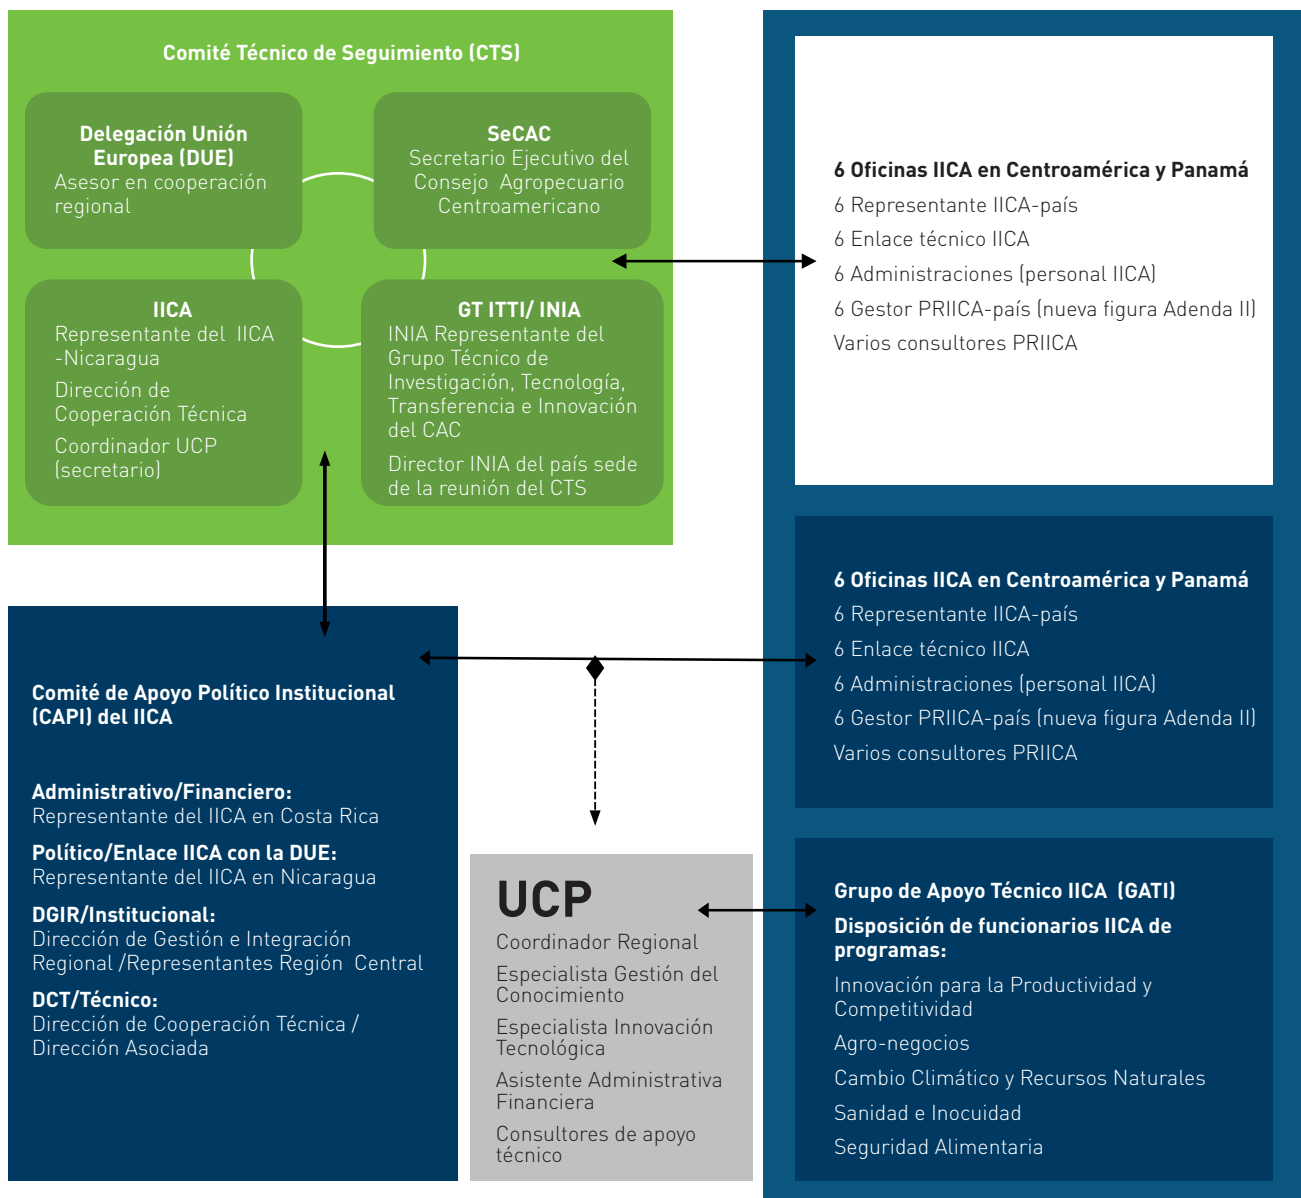 Comité Técnico de Seguimiento (CTS)
Delegación Unión
Europea (DUE)
Asesor en cooperación
regional
SeCAC
Secretario Ejecutivo del
Consejo Agropecuario
Centroamericano
IICA
Representante del IICA
-Nicaragua
Dirección de
Cooperación Técnica
Coordinador UCP
(secretario)
GT ITTI/ INIA
INIA Representante del
Grupo Técnico de
Investigación, Tecnología,
Transferencia e Innovación
del CAC
Director INIA del país sede
de la reunión del CTS
6 Oficinas IICA en Centroamérica y Panamá
6 Representante IICA-país
6 Enlace técnico IICA
6 Administraciones (personal IICA)
6 Gestor PRIICA-país (nueva figura Adenda II)
Varios consultores PRIICA
6 Oficinas IICA en Centroamérica y Panamá
6 Representante IICA-país
6 Enlace técnico IICA
6 Administraciones (personal IICA)
6 Gestor PRIICA-país (nueva figura Adenda II)
Varios consultores PRIICA
Comité de Apoyo Político Institucional
(CAPI) del IICA
Administrativo/Financiero:
Representante del IICA en Costa Rica
Político/Enlace IICA con la DUE:
Representante del IICA en Nicaragua
DGIR/Institucional:
Dirección de Gestión e Integración
Regional /Representantes Región Central
DCT/Técnico:
Dirección de Cooperación Técnica /
Dirección Asociada
UCP
Coordinador Regional
Especialista Gestión del
Conocimiento
Especialista Innovación
Tecnológica
Asistente Administrativa
Financiera
Consultores de apoyo
técnico
Grupo de Apoyo Técnico IICA (GATI)
Disposición de funcionarios IICA de
programas:
Innovación para la Productividad y
Competitividad
Agro-negocios
Cambio Climático y Recursos Naturales
Sanidad e Inocuidad
Seguridad Alimentaria